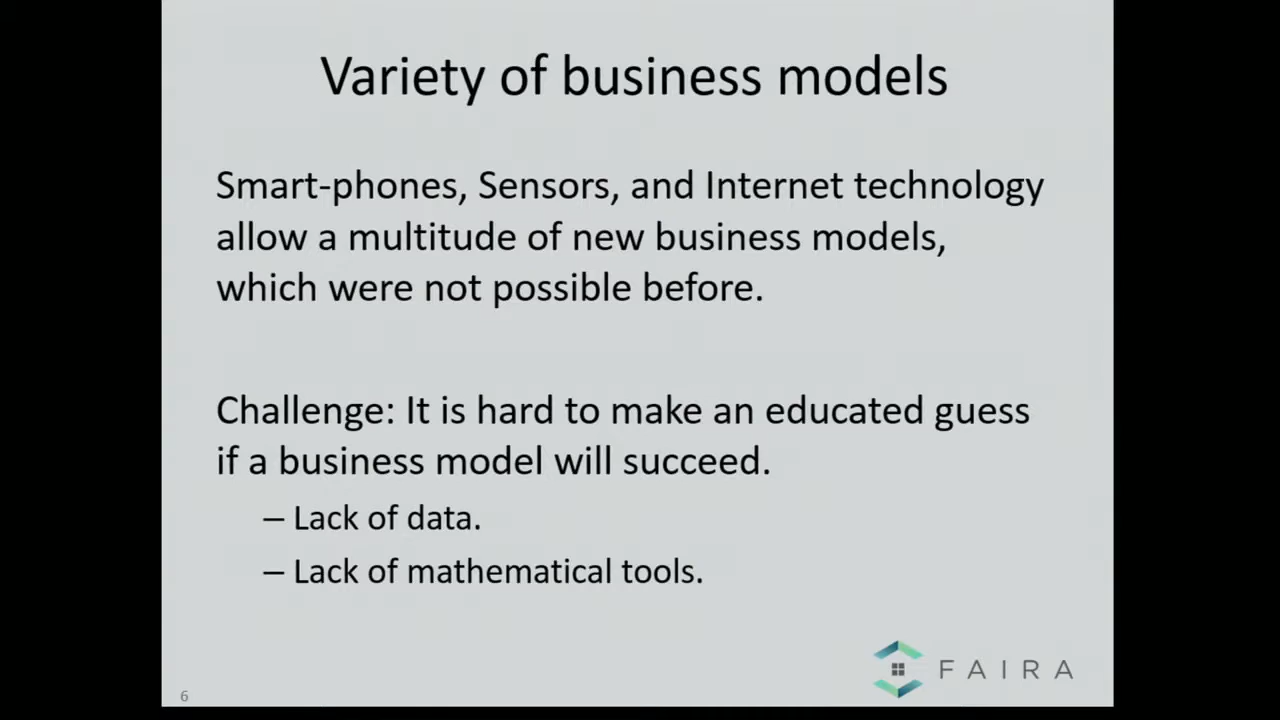 Variety of business models
Smart-phones, Sensors, and Internet technology
allow a multitude of new business models,
which were not possible before.
Challenge: It is hard to make an educated guess
if a business model will succeed.
– Lack of data.
– Lack of mathematical tools.
FAIRA
6